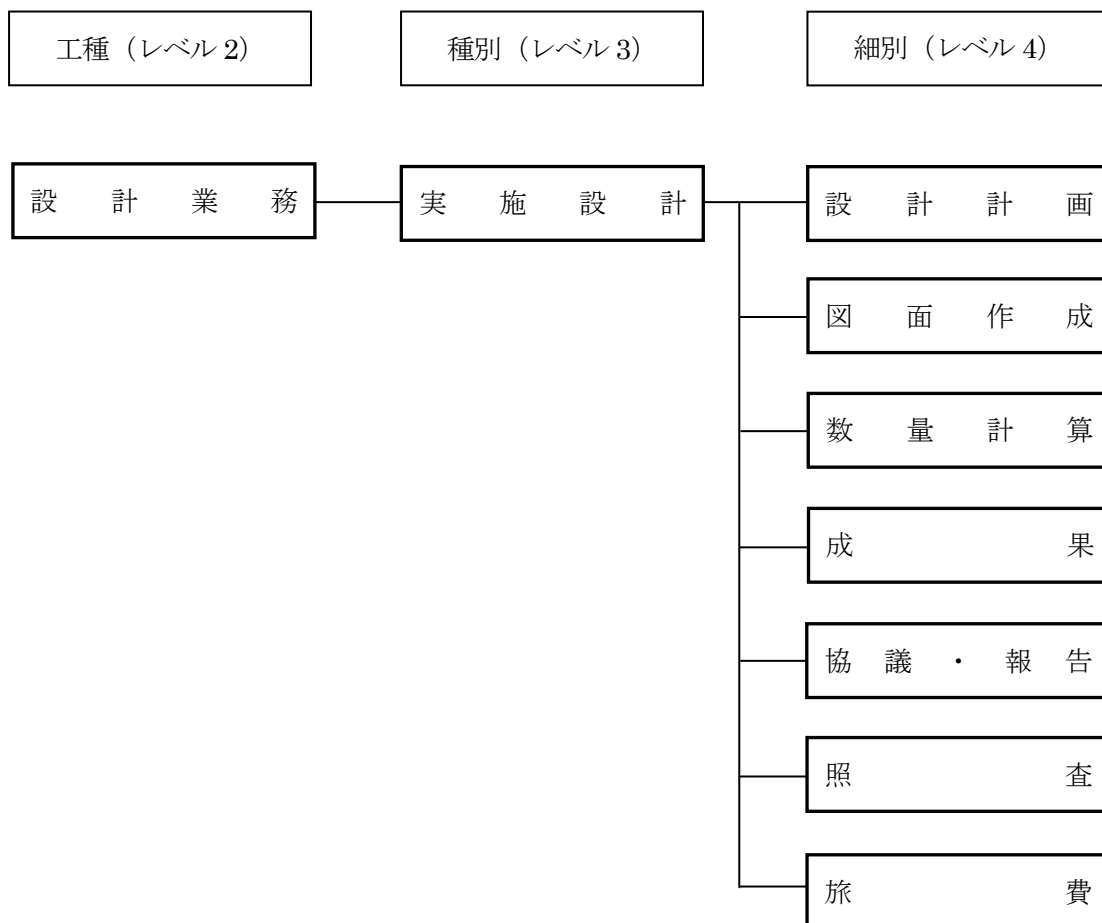 工種（レベル 2） 種別（レベル 3） 細別（レベル 4）
設計業務 実施設計 設計計画
図面作成
数量計算
成果
協議・報告
照査
旅費